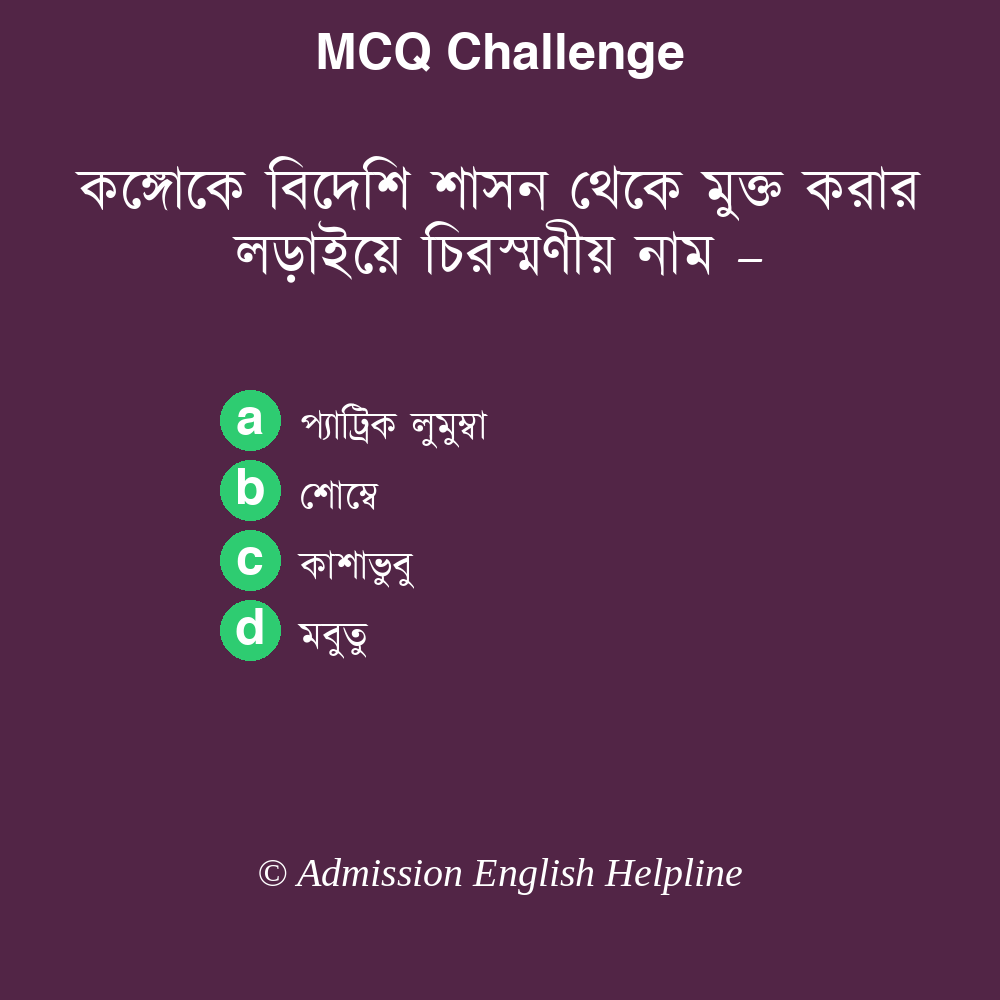 MCQ Challenge
কঙ্গোকে বিদেশি শাসন থেকে মুক্ত করার
লড়াইয়ে চিরস্মণীয় নাম –
a প্যাট্রিক লুমুম্বা
b শোম্বে
c কাশাভুবু
d মবুতু
© Admission English Helpline